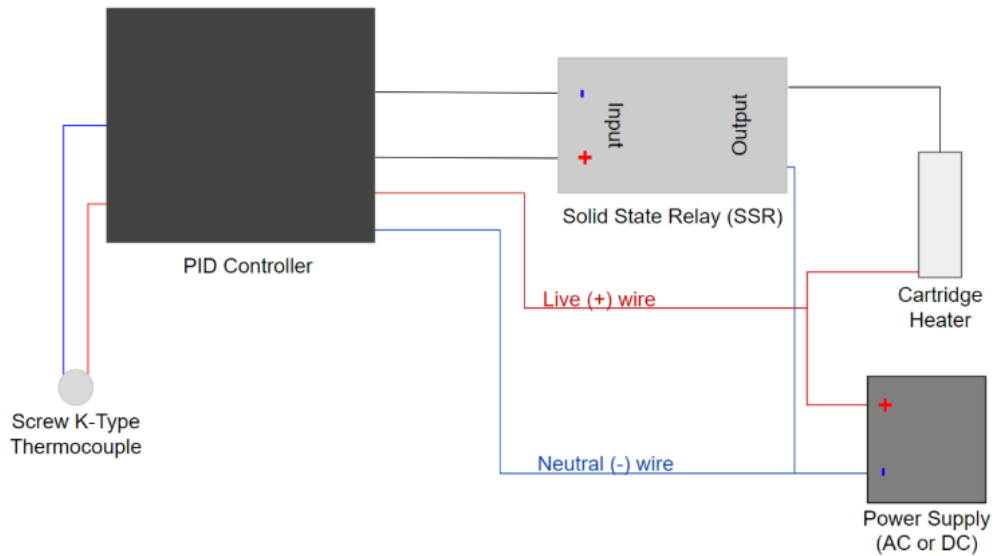 -
+
Input
Output
Solid State Relay (SSR)
PID Controller
Live (+) wire
Cartridge
Heater
Screw K-Type
Thermocouple
+
-
Neutral (-) wire
Power Supply
(AC or DC)